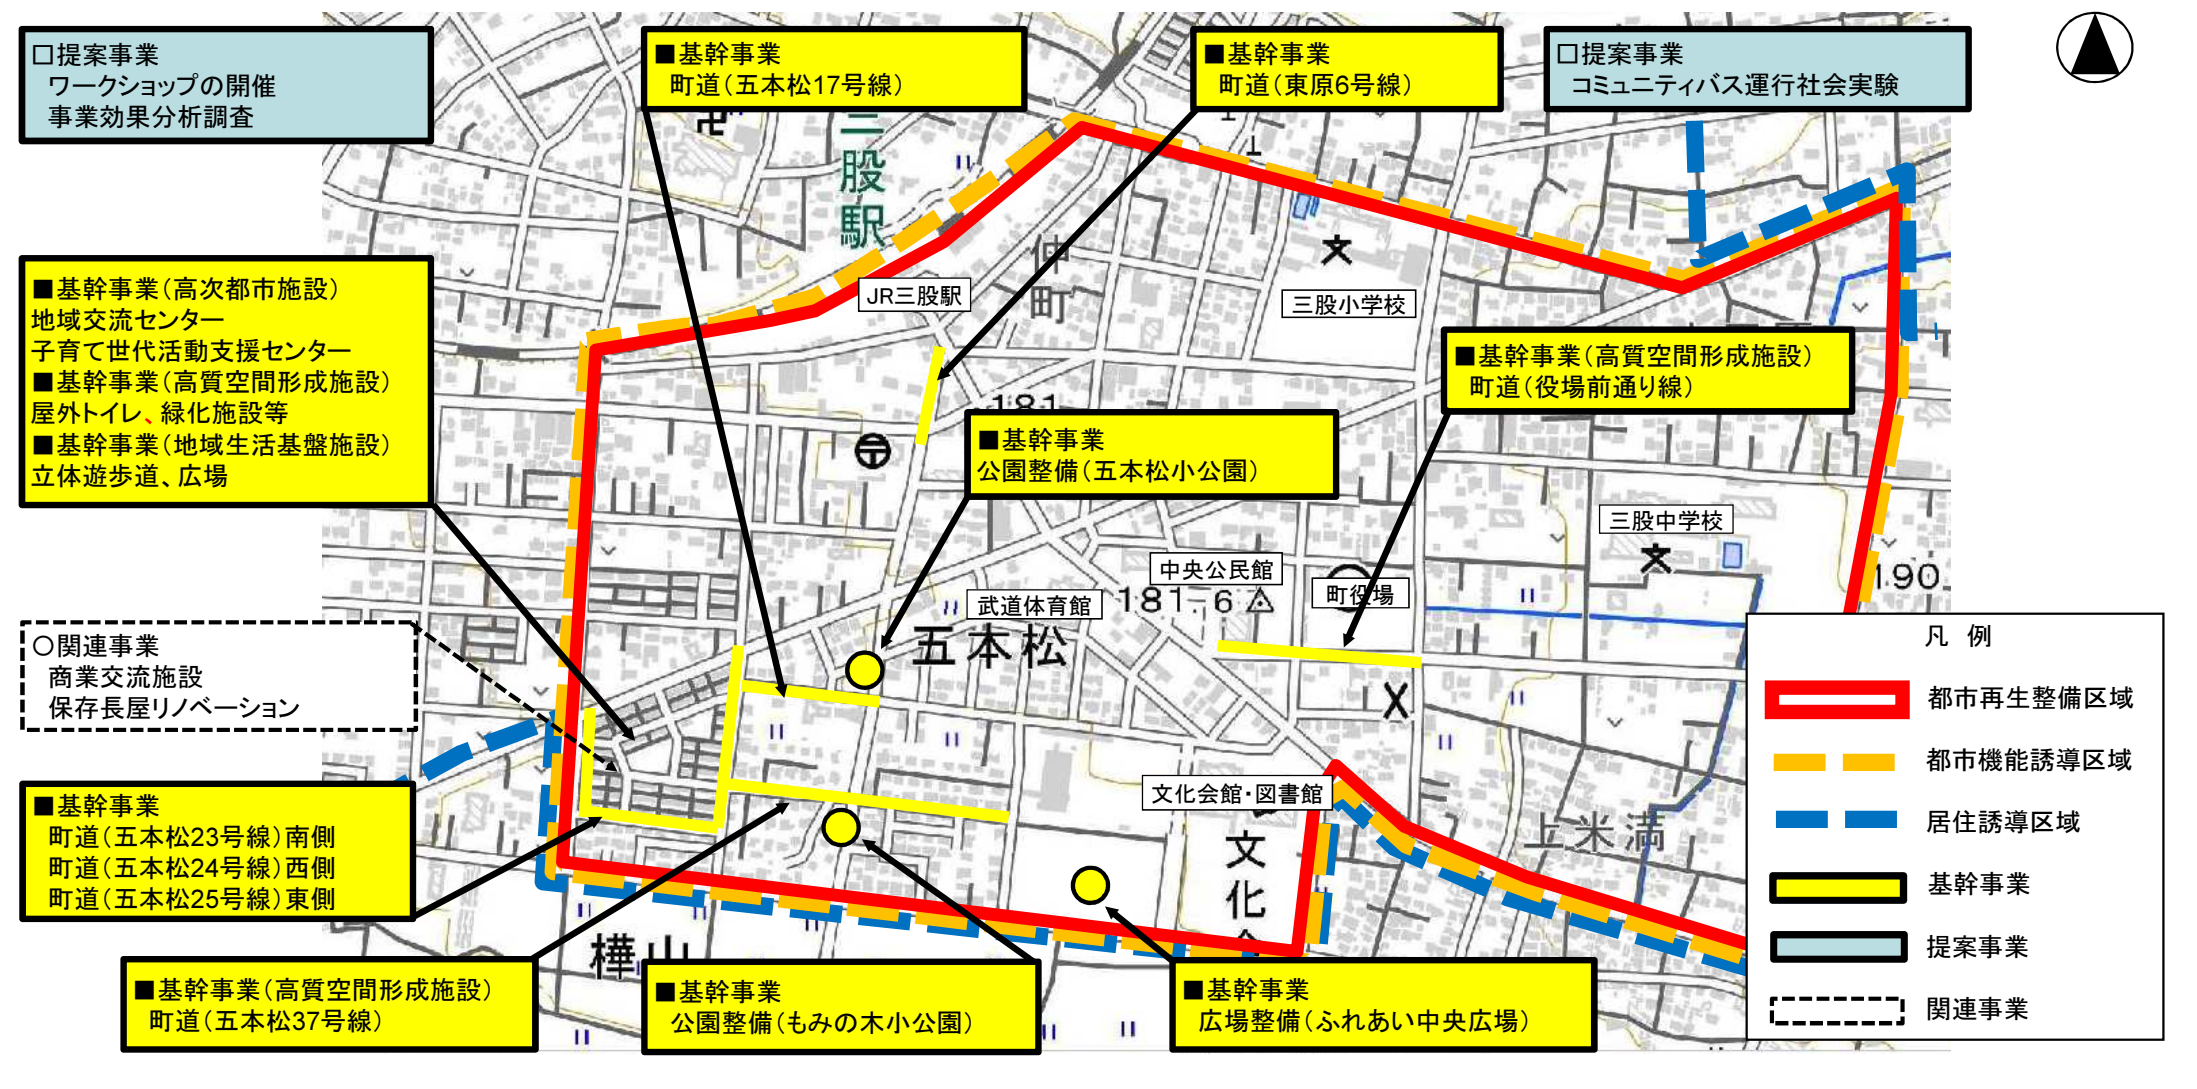 □提案事業
ワークショップの開催
事業効果分析調査
■基幹事業
町道(五本松17号線)
■基幹事業
町道(東原6号線)
□提案事業
コミュニティバス運行社会実験
三股駅
仲町
JR三股駅
三股小学校
■基幹事業(高次都市施設)
地域交流センター
子育て世代活動支援センター
■基幹事業(高質空間形成施設)
屋外トイレ、緑化施設等
■基幹事業(地域生活基盤施設)
立体遊歩道、広場
■基幹事業(高質空間形成施設)
町道(役場前通り線)
181
■基幹事業
公園整備(五本松小公園)
三股中学校
190
中央公民館
武道体育館
181.6
町役場
五本松
○関連事業
商業交流施設
保存長屋リノベーション
■基幹事業
町道(五本松23号線)南側
町道(五本松24号線)西側
町道(五本松25号線)東側
文化会館・図書館
文化会
上米満
樺山
■基幹事業(高質空間形成施設)
町道(五本松37号線)
■基幹事業
公園整備(もみの木小公園)
■基幹事業
広場整備(ふれあい中央広場)
凡 例
都市再生整備区域
都市機能誘導区域
居住誘導区域
基幹事業
提案事業
関連事業